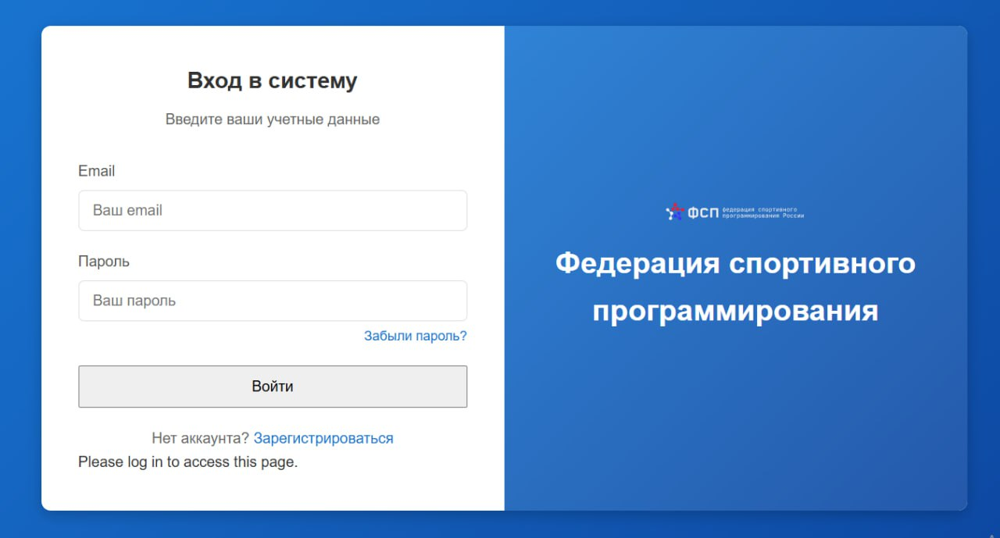 Вход в систему
Введите ваши учетные данные
Email
Ваш email
Пароль
Ваш пароль
Забыли пароль?
Войти
Нет аккаунта? Зарегистрироваться
Please log in to access this page.
ФСП
федерация спортивного
программирования России
Федерация спортивного
программирования